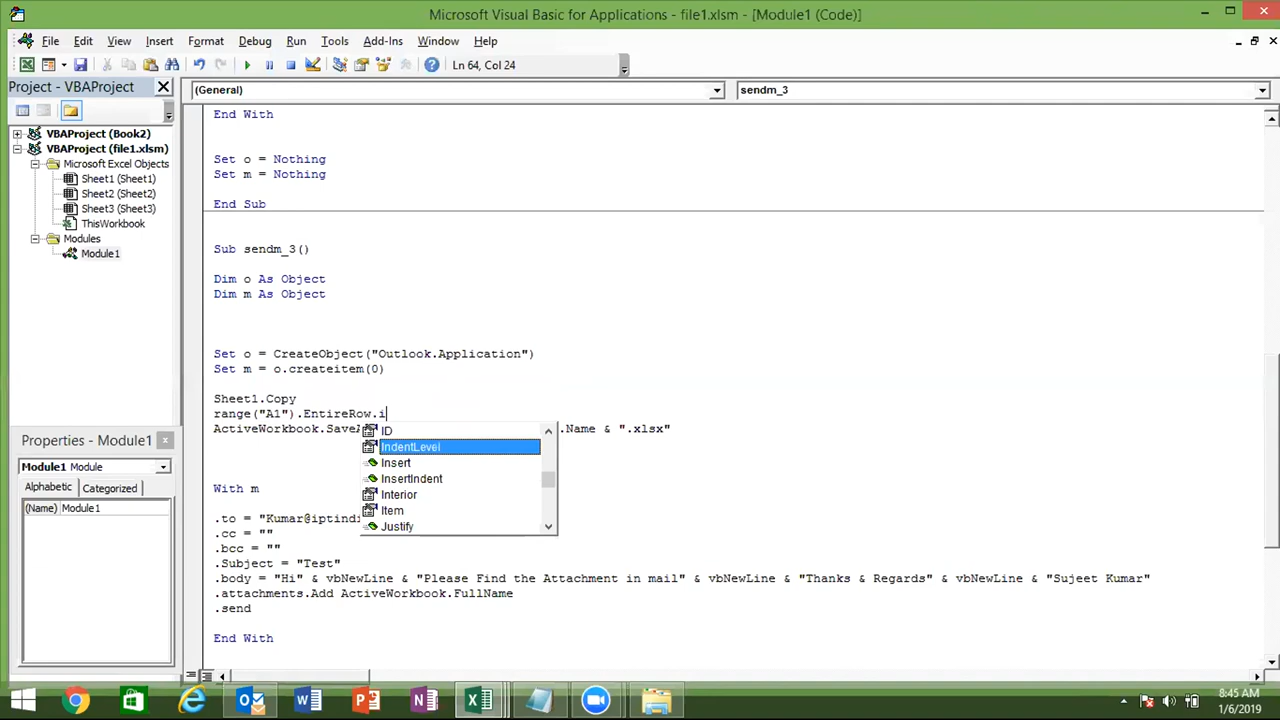 Microsoft Visual Basic for Applications - file1.xlsm - [Module1 (Code)]
File Edit View Insert Format Debug Run Tools Add-Ins Window Help
Ln 64, Col 24
Project - VBAProject
(General)
sendm_3
VBAProject (Book2)
VBAProject (file1.xlsm)
Microsoft Excel Objects
Sheet1 (Sheet1)
Sheet2 (Sheet2)
Sheet3 (Sheet3)
ThisWorkbook
Modules
Module1
Properties - Module1
Module1 Module
Alphabetic Categorized
(Name) Module1
End With
Set o = Nothing
Set m = Nothing
End Sub
Sub sendm_3()
Dim o As Object
Dim m As Object
Set o = CreateObject("Outlook.Application")
Set m = o.createitem(0)
Sheet1.Copy
range("A1").EntireRow.i
ActiveWorkbook.SaveA .Name & ".xlsx"
ID
IndentLevel
Insert
InsertIndent
Interior
Item
Justify
With m
.to = "Kumar@iptindi
.cc = ""
.bcc = ""
.Subject = "Test"
.body = "Hi" & vbNewLine & "Please Find the Attachment in mail" & vbNewLine & "Thanks & Regards" & vbNewLine & "Sujeet Kumar"
.attachments.Add ActiveWorkbook.FullName
.send
End With
8:45 AM
1/6/2019